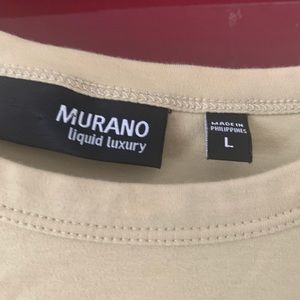 MURANO
liquid luxury
MADE IN
PHILIPPINES
L